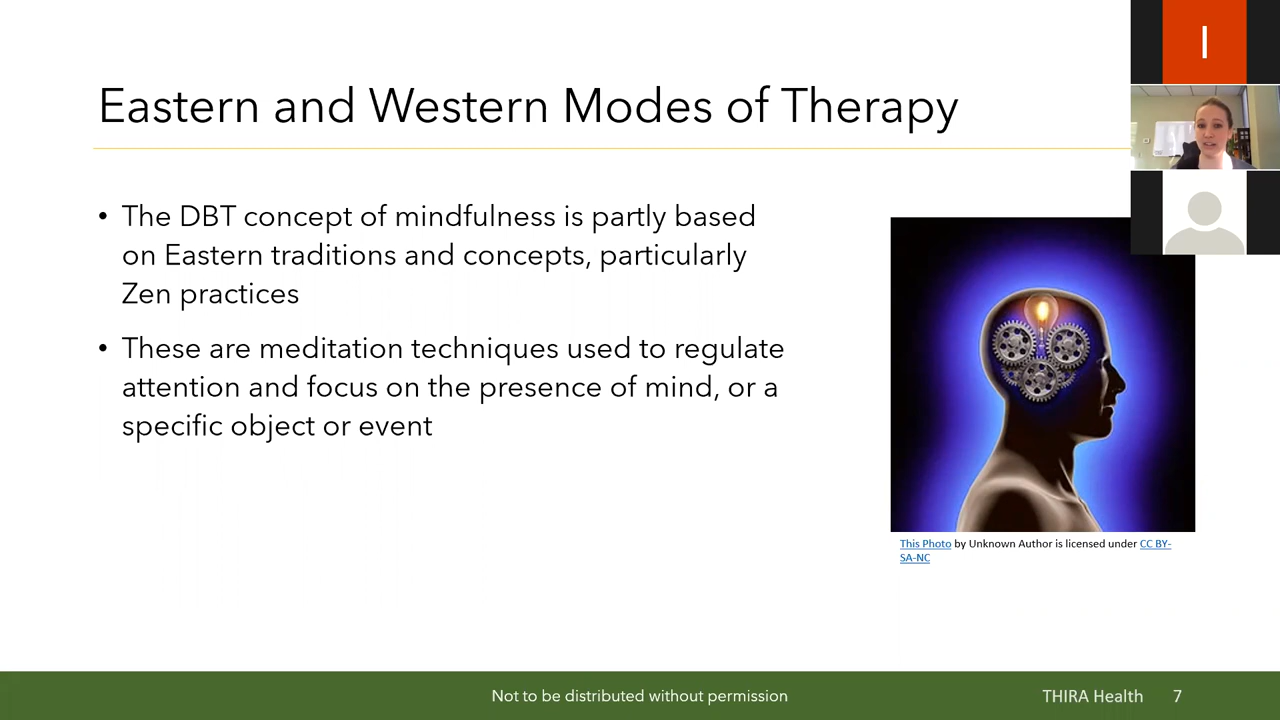 Eastern and Western Modes of Therapy
I
• The DBT concept of mindfulness is partly based
on Eastern traditions and concepts, particularly
Zen practices
• These are meditation techniques used to regulate
attention and focus on the presence of mind, or a
specific object or event
This Photo by Unknown Author is licensed under CC BY-
SA-NC
Not to be distributed without permission
THIRA Health
7